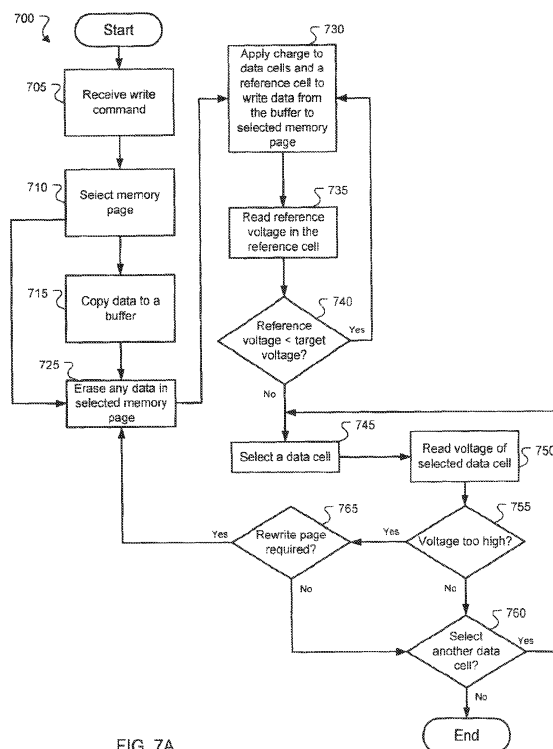 700
Start
705
Receive write
command
710
Select memory
page
715
Copy data to a
buffer
725
Erase any data in
selected memory
page
730
Apply charge to
data cells and a
reference cell to
write data from
the buffer to
selected memory
page
735
Read reference
voltage in the
reference cell
740
Reference
voltage < target
voltage?
Yes
No
745
Select a data cell
Read voltage of
selected data cell
750
755
Voltage too high?
Yes
No
765
Rewrite page
required?
Yes
No
760
Select
another data
cell?
Yes
No
End
FIG. 7A